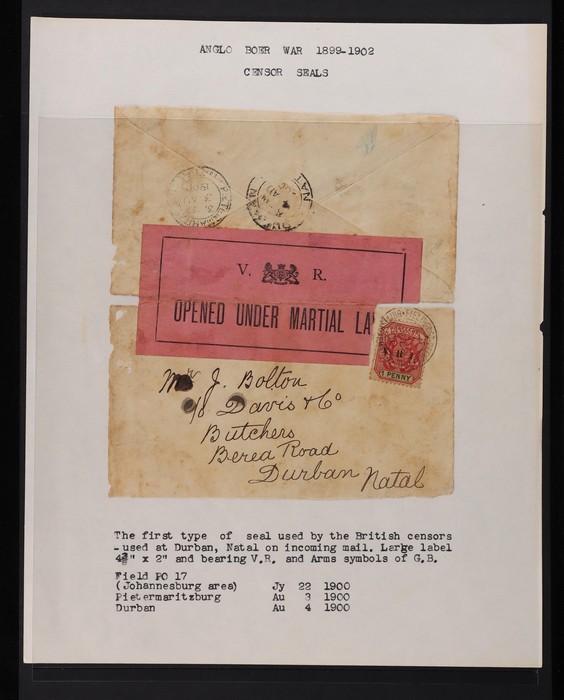 ANGLO BOER WAR 1899-1902
CENSOR SEALS
NAT
V. R.
OPENED UNDER MARTIAL LA
1 PENNY
Mr J. Bolton
c/o Davis & Co
Butchers
Berea Road
Durban Natal
The first type of seal used by the British censors
-used at Durban, Natal on incoming mail. Large label
4¾" x 2" and bearing V.R. and Arms symbols of G.B.
Field PO 17
(Johannesburg area) Jy 22 1900
Pietermaritzburg Au 3 1900
Durban Au 4 1900